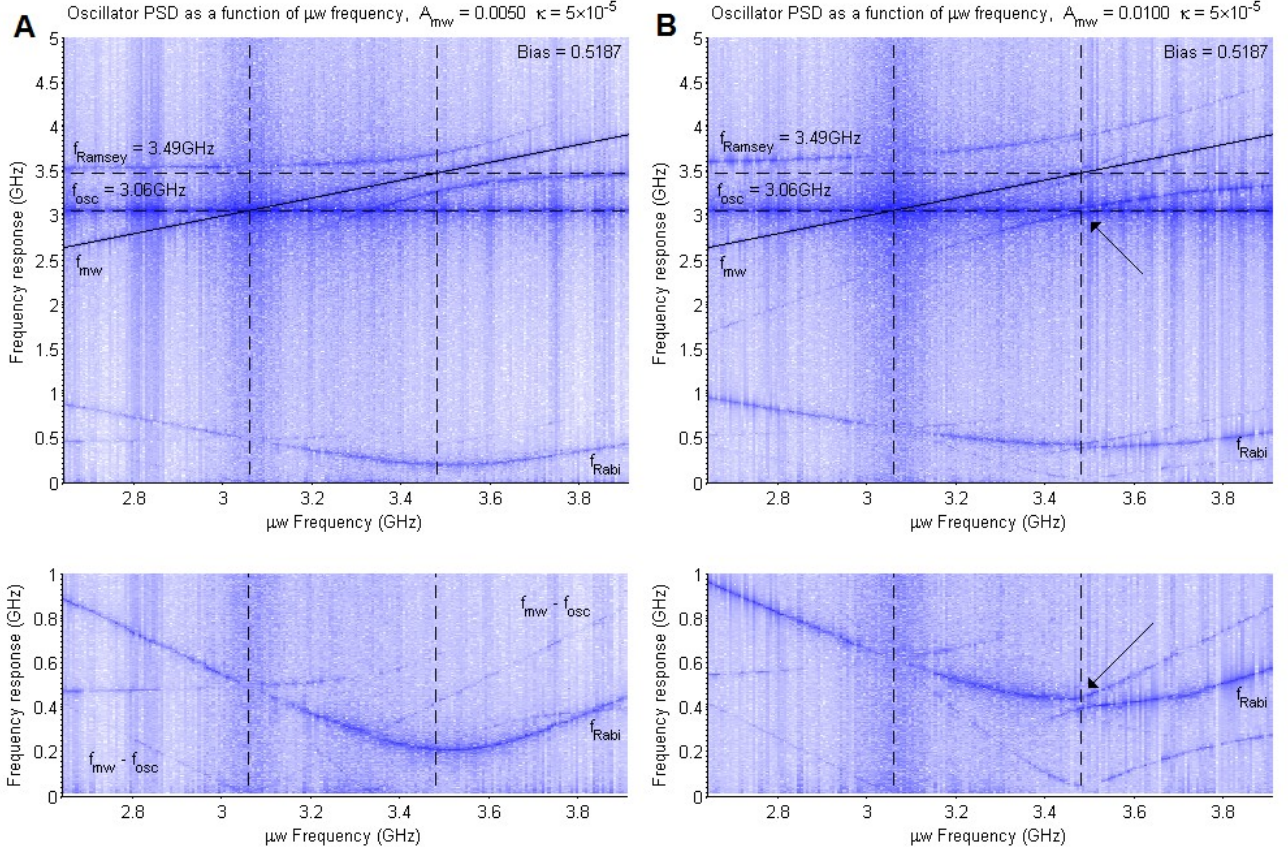 A
Oscillator PSD as a function of μw frequency, A_mw = 0.0050 κ = 5×10⁻⁵
Bias = 0.5187
f_Ramsey = 3.49GHz
f_osc = 3.06GHz
f_mw
f_Rabi
Frequency response (GHz)
5
4.5
4
3.5
3
2.5
2
1.5
1
0.5
0
2.8
3
3.2
3.4
3.6
3.8
μw Frequency (GHz)
B
Oscillator PSD as a function of μw frequency, A_mw = 0.0100 κ = 5×10⁻⁵
Bias = 0.5187
f_Ramsey = 3.49GHz
f_osc = 3.06GHz
f_mw
f_Rabi
Frequency response (GHz)
5
4.5
4
3.5
3
2.5
2
1.5
1
0.5
0
2.8
3
3.2
3.4
3.6
3.8
μw Frequency (GHz)
f_mw - f_osc
f_Rabi
f_mw - f_osc
Frequency response (GHz)
1
0.8
0.6
0.4
0.2
0
2.8
3
3.2
3.4
3.6
3.8
μw Frequency (GHz)
f_Rabi
Frequency response (GHz)
1
0.8
0.6
0.4
0.2
0
2.8
3
3.2
3.4
3.6
3.8
μw Frequency (GHz)